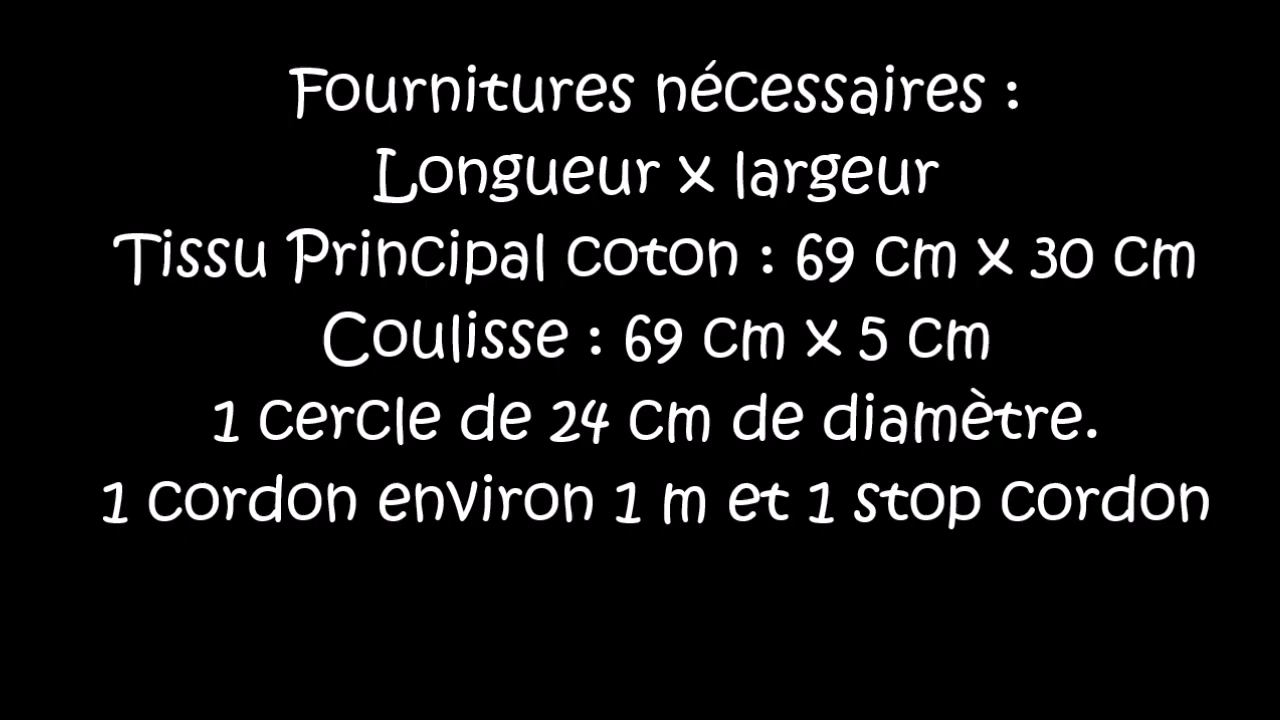 Fournitures nécessaires :
Longueur x largeur
Tissu Principal coton : 69 cm x 30 cm
Coulisse : 69 cm x 5 cm
1 cercle de 24 cm de diamètre.
1 cordon environ 1 m et 1 stop cordon